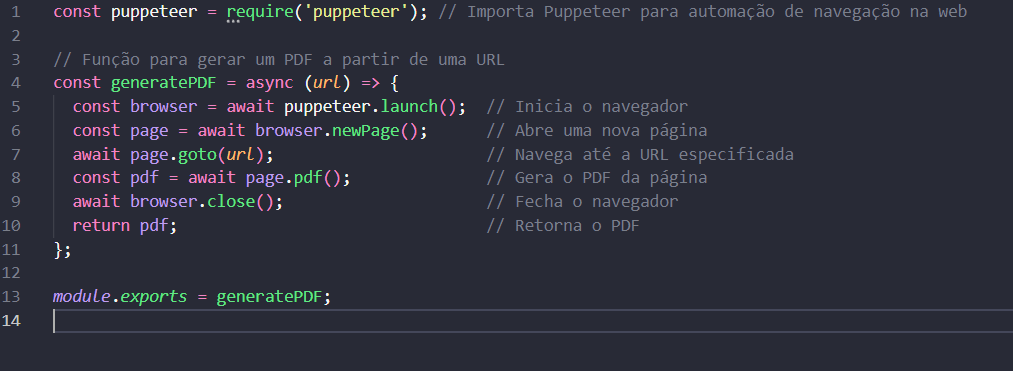 1 const puppeteer = require('puppeteer'); // Importa Puppeteer para automação de navegação na web
2
3 // Função para gerar um PDF a partir de uma URL
4 const generatePDF = async (url) => {
5   const browser = await puppeteer.launch();  // Inicia o navegador
6   const page = await browser.newPage();      // Abre uma nova página
7   await page.goto(url);                      // Navega até a URL especificada
8   const pdf = await page.pdf();              // Gera o PDF da página
9   await browser.close();                     // Fecha o navegador
10   return pdf;                                // Retorna o PDF
11 };
12
13 module.exports = generatePDF;
14